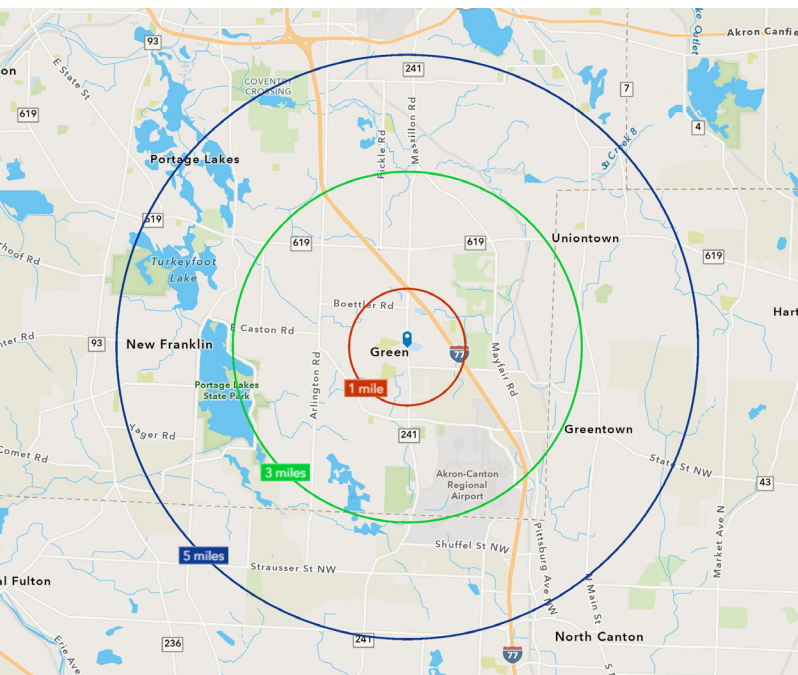 93
Akron Canfie
E State St
on
241
COVENTRY
CROSSING
7
619
4
Massillon Rd
Pickle Rd
Portage Lakes
619
Uniontown
619
619
619
Turkeyfoot
Lake
Boettler Rd
Hart
E Caston Rd
93
New Franklin
Green
77
Mayfair Rd
Arlington Rd
1 mile
Portage Lakes
State Park
Yager Rd
241
Greentown
Comet Rd
State St NW
3 miles
Akron-Canton
Regional
Airport
43
Market Ave N
Pittsburg Ave NW
Shuffel St NW
5 miles
Strausser St NW
al Fulton
N Main St
Erie Ave
236
241
North Canton
77